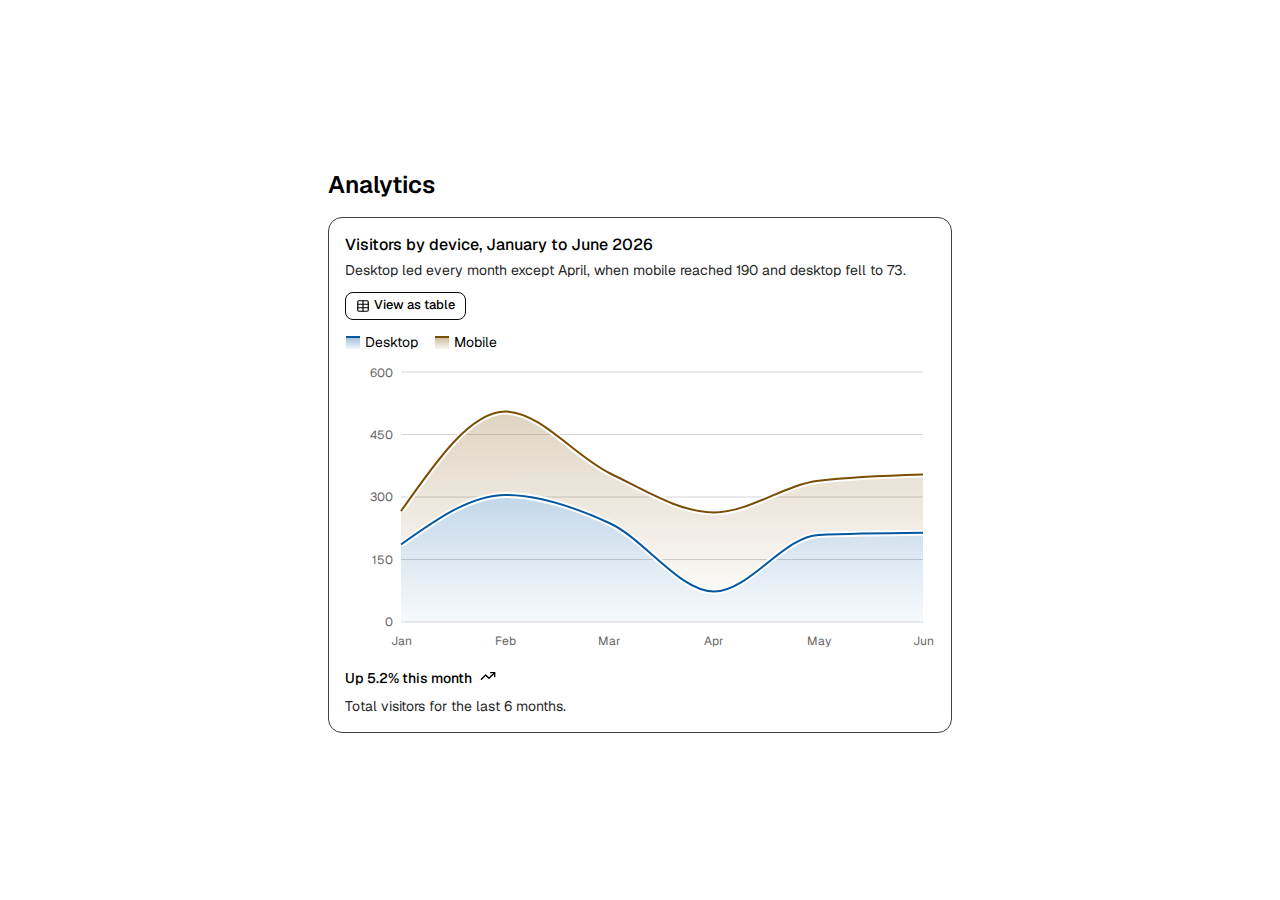 Analytics
Visitors by device, January to June 2026
Desktop led every month except April, when mobile reached 190 and desktop fell to 73.
View as table
Desktop Mobile
600
450
300
150
0
Jan Feb Mar Apr May Jun
Up 5.2% this month
Total visitors for the last 6 months.